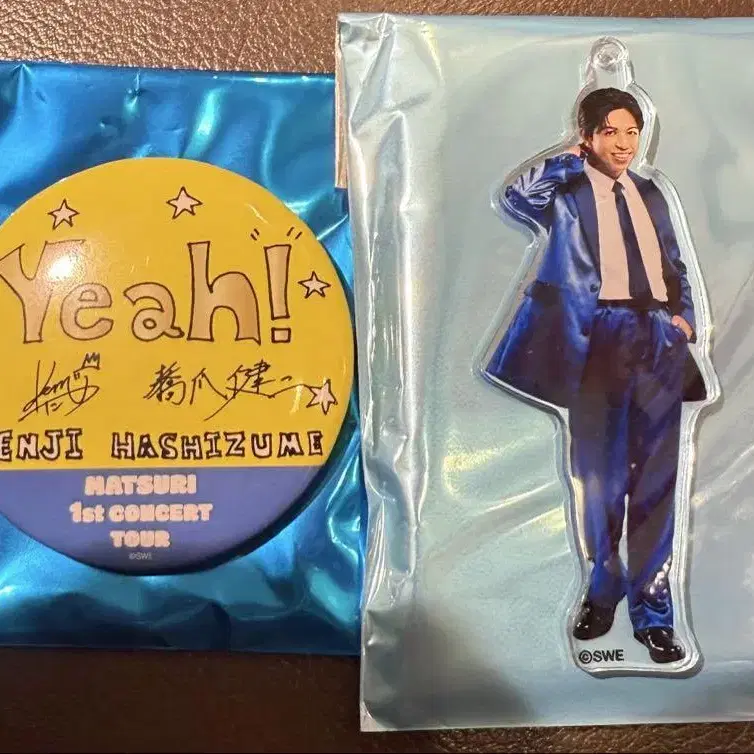 Yeah!
橋爪健二
ENJI HASHIZUME
MATSURI
1st CONCERT
TOUR
©SWE
©SWE